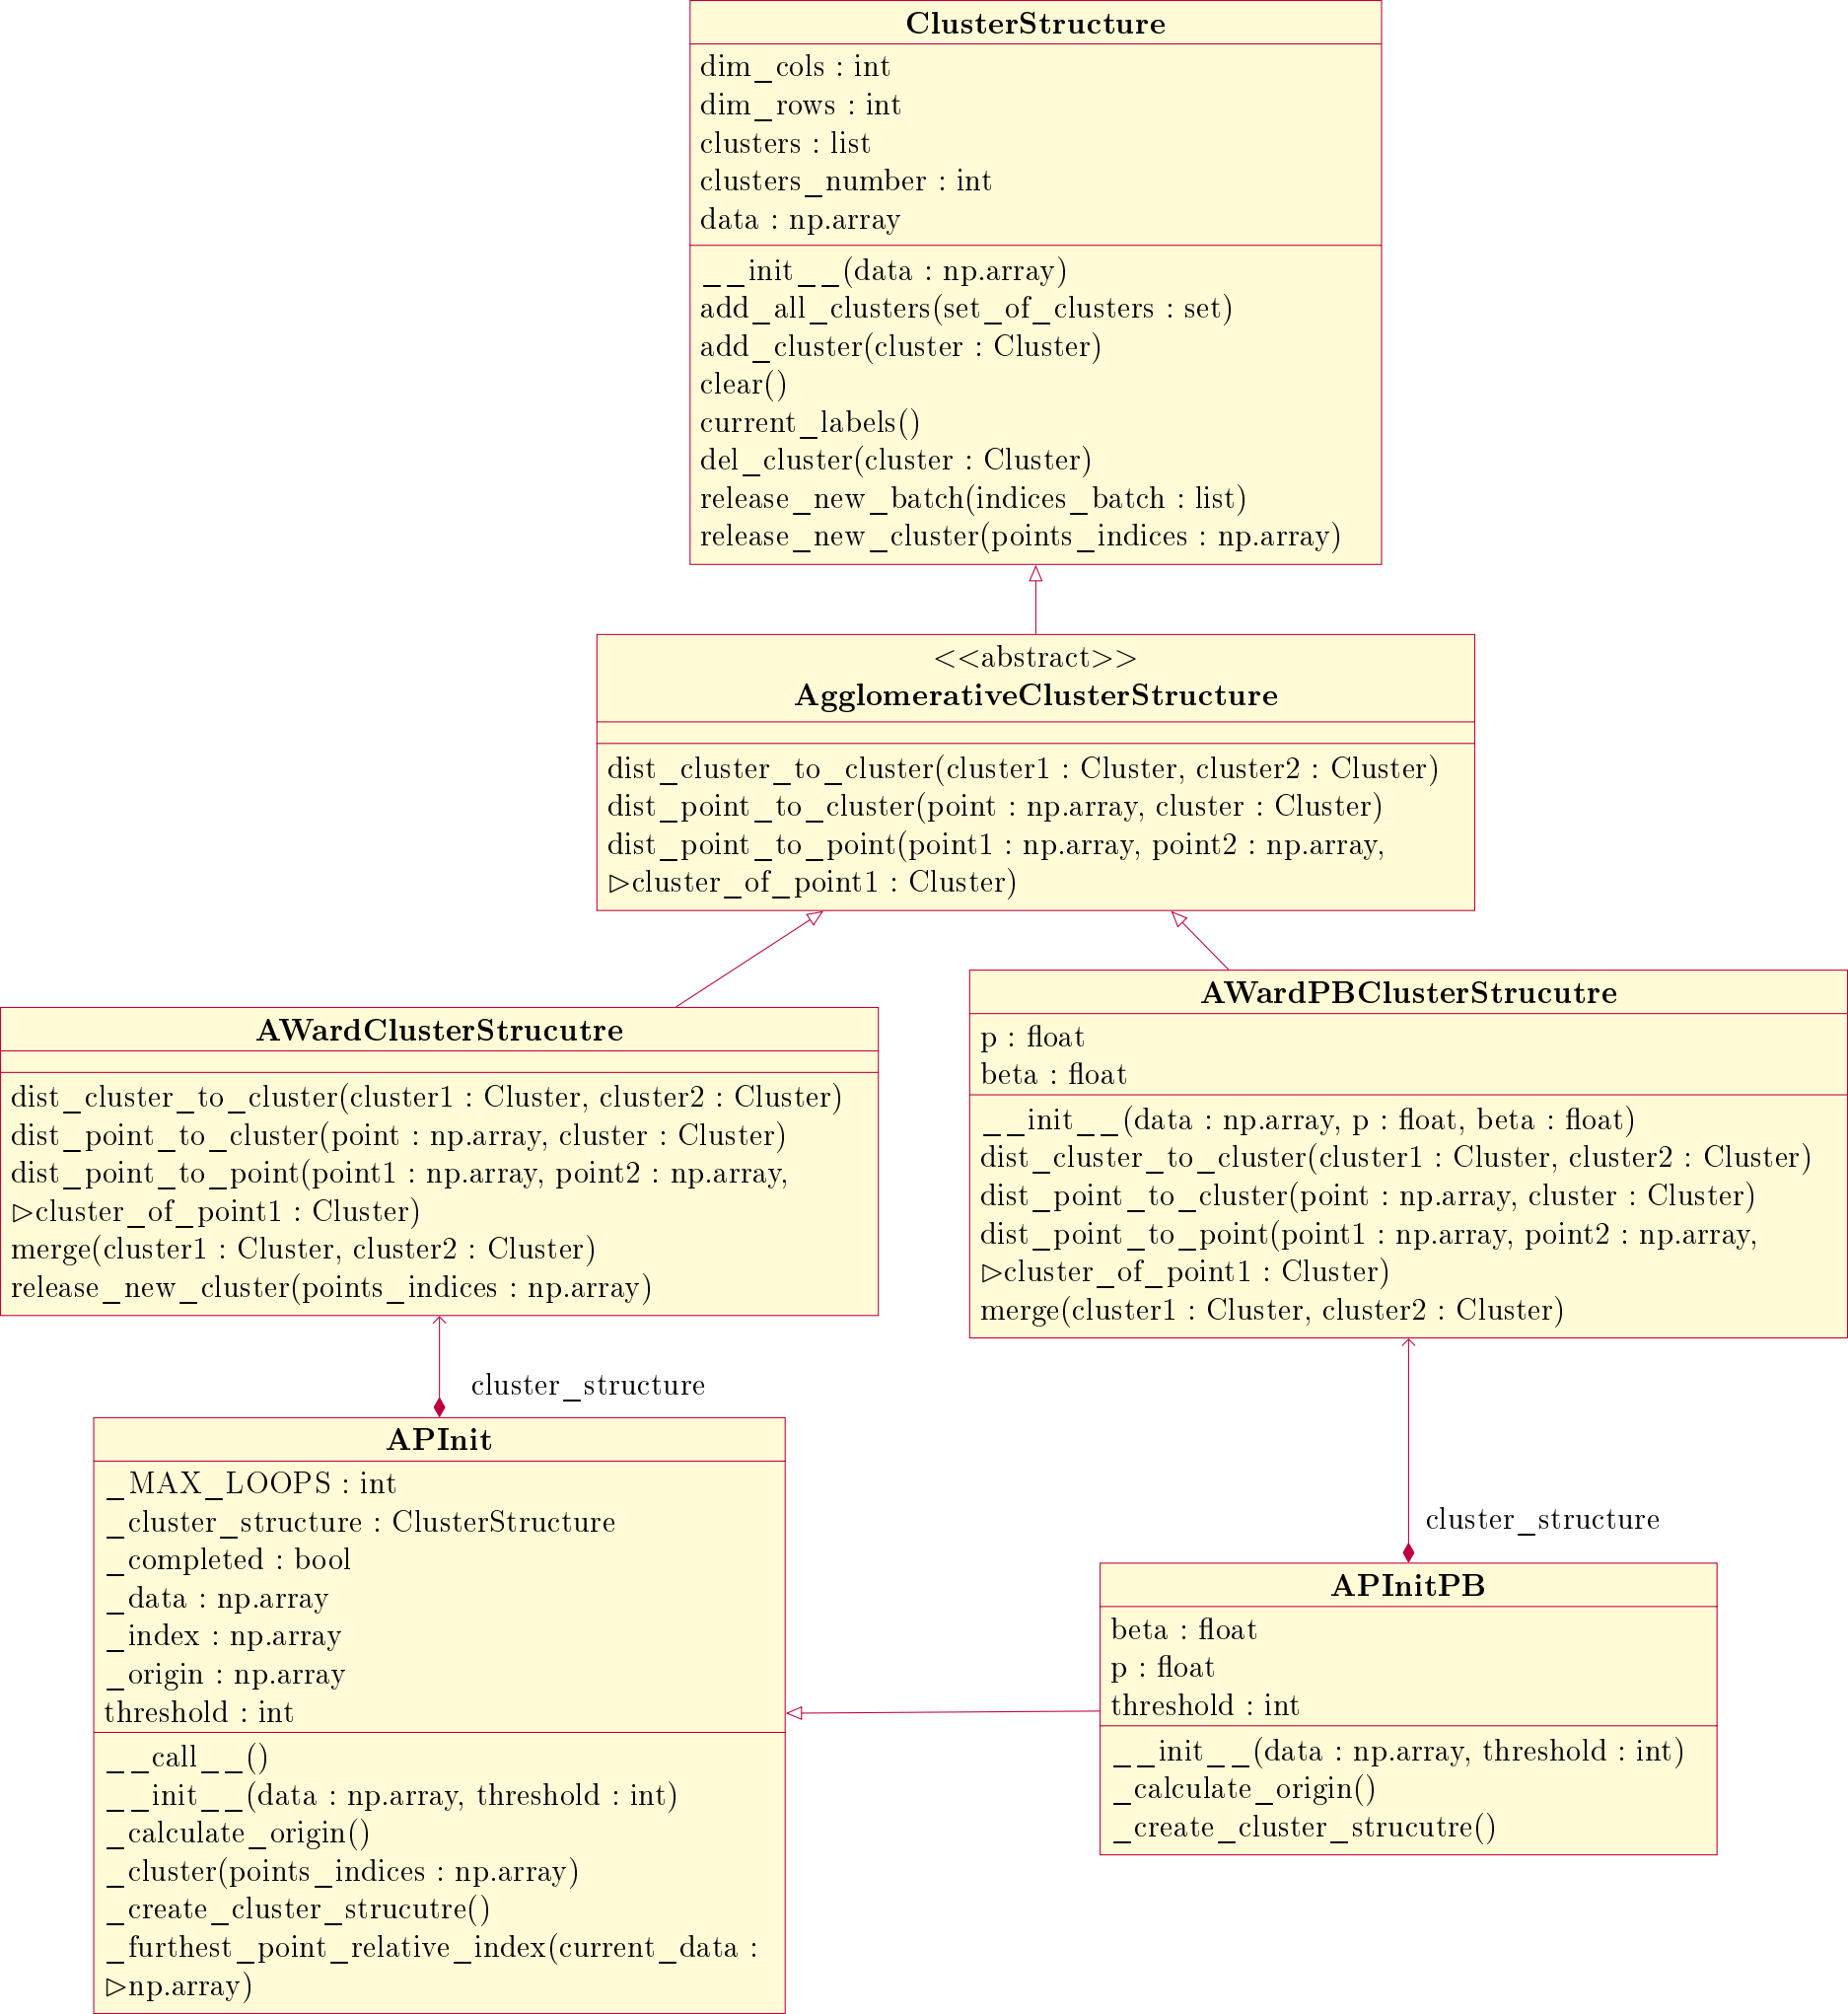 ClusterStructure
dim_cols : int
dim_rows : int
clusters : list
clusters_number : int
data : np.array
__init__(data : np.array)
add_all_clusters(set_of_clusters : set)
add_cluster(cluster : Cluster)
clear()
current_labels()
del_cluster(cluster : Cluster)
release_new_batch(indices_batch : list)
release_new_cluster(points_indices : np.array)
<<abstract>>
AgglomerativeClusterStructure
dist_cluster_to_cluster(cluster1 : Cluster, cluster2 : Cluster)
dist_point_to_cluster(point : np.array, cluster : Cluster)
dist_point_to_point(point1 : np.array, point2 : np.array,
▷cluster_of_point1 : Cluster)
AWardClusterStrucutre
dist_cluster_to_cluster(cluster1 : Cluster, cluster2 : Cluster)
dist_point_to_cluster(point : np.array, cluster : Cluster)
dist_point_to_point(point1 : np.array, point2 : np.array,
▷cluster_of_point1 : Cluster)
merge(cluster1 : Cluster, cluster2 : Cluster)
release_new_cluster(points_indices : np.array)
AWardPBClusterStrucutre
p : float
beta : float
__init__(data : np.array, p : float, beta : float)
dist_cluster_to_cluster(cluster1 : Cluster, cluster2 : Cluster)
dist_point_to_cluster(point : np.array, cluster : Cluster)
dist_point_to_point(point1 : np.array, point2 : np.array,
▷cluster_of_point1 : Cluster)
merge(cluster1 : Cluster, cluster2 : Cluster)
cluster_structure
APInit
_MAX_LOOPS : int
_cluster_structure : ClusterStructure
_completed : bool
_data : np.array
_index : np.array
_origin : np.array
threshold : int
__call__()
__init__(data : np.array, threshold : int)
_calculate_origin()
_cluster(points_indices : np.array)
_create_cluster_strucutre()
_furthest_point_relative_index(current_data :
▷np.array)
cluster_structure
APInitPB
beta : float
p : float
threshold : int
__init__(data : np.array, threshold : int)
_calculate_origin()
_create_cluster_strucutre()